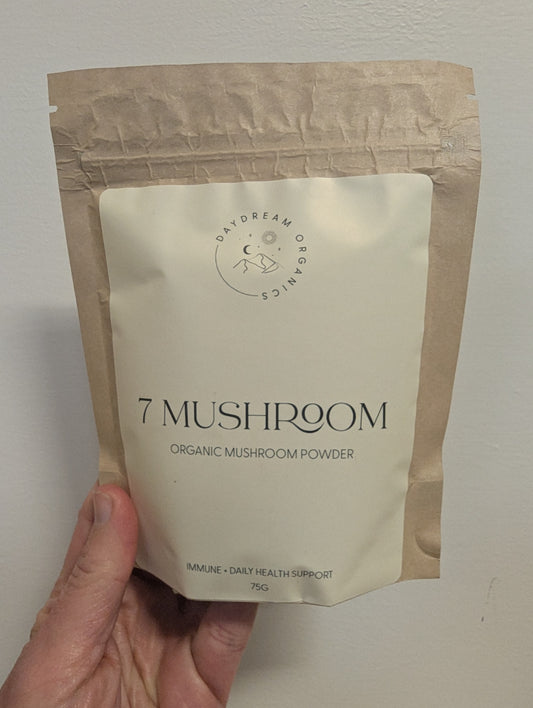 DAYDREAM ORGANICS
7 MUSHROOM
ORGANIC MUSHROOM POWDER
IMMUNE + DAILY HEALTH SUPPORT
75G